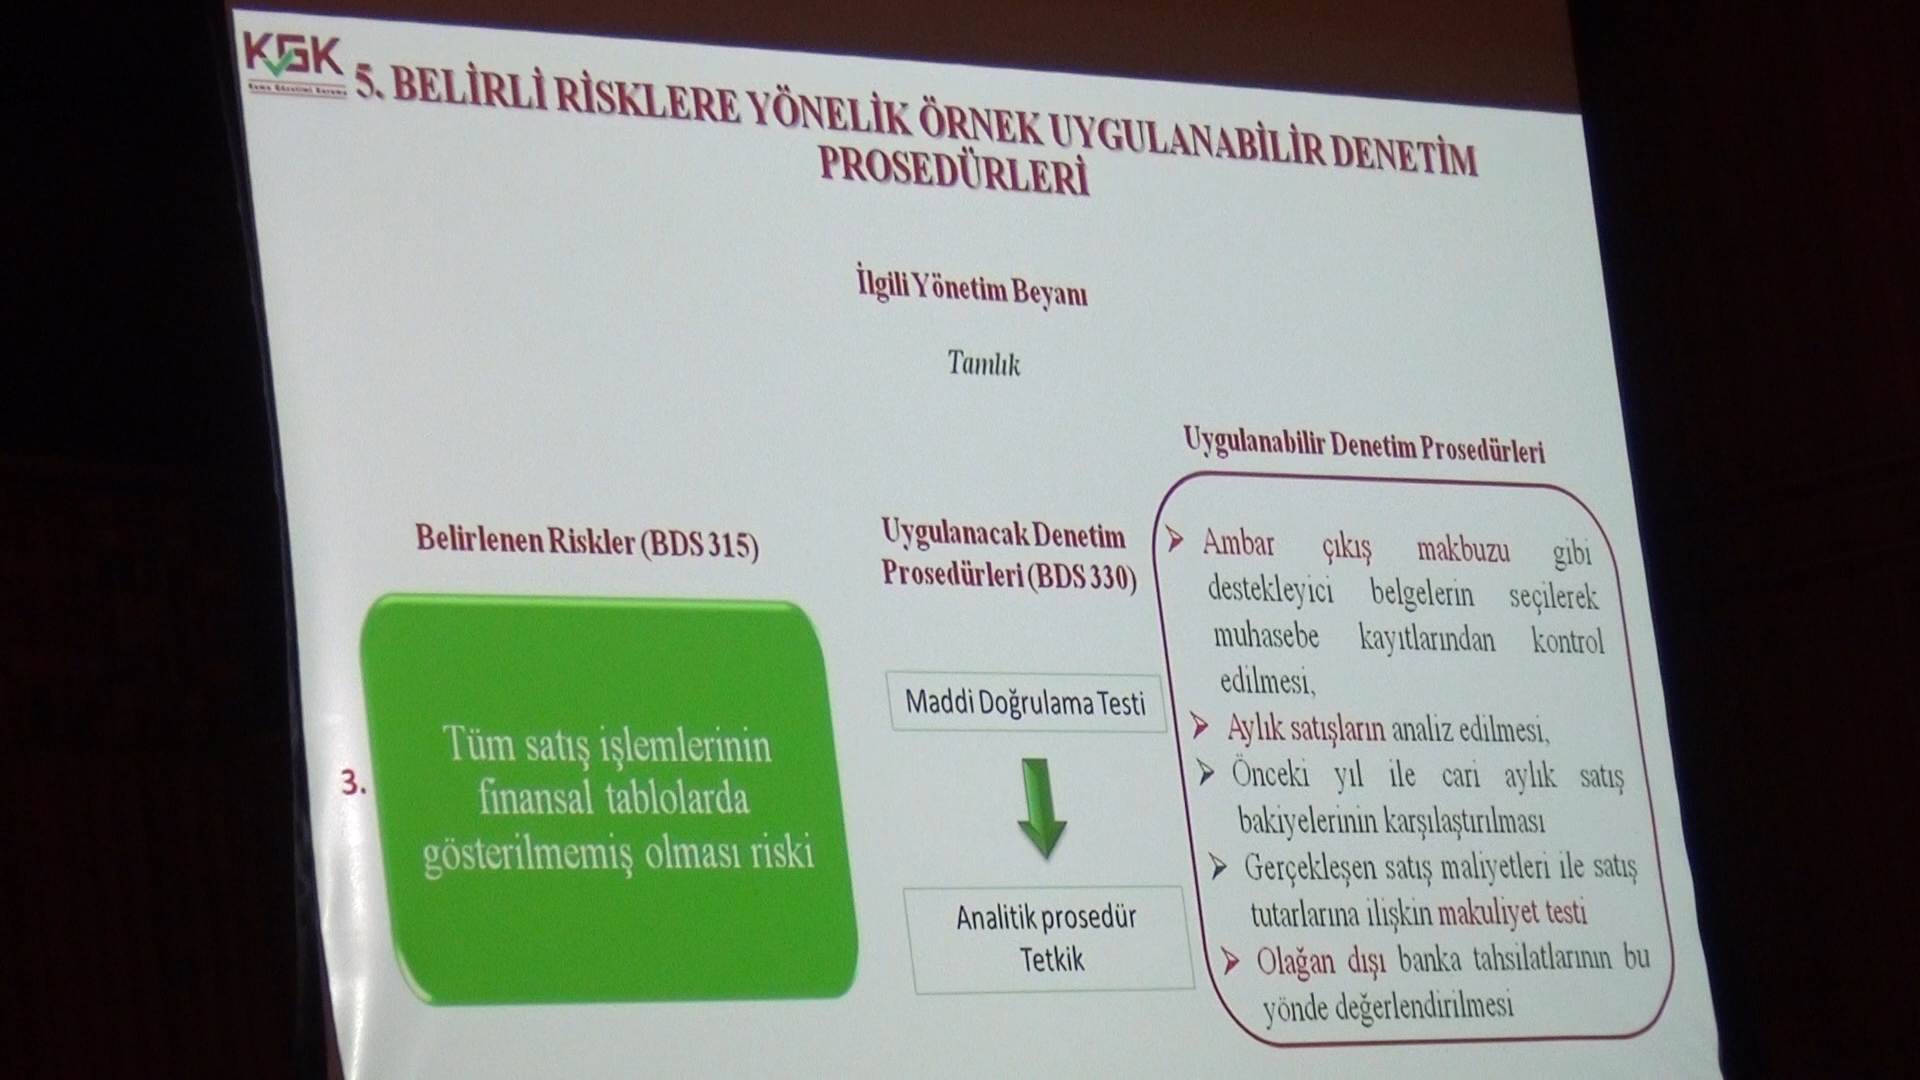 KGK
Kamu Gözetimi Kurumu
5. BELİRLİ RİSKLERE YÖNELİK ÖRNEK UYGULANABİLİR DENETİM
PROSEDÜRLERİ
İlgili Yönetim Beyanı
Tamlık
Belirlenen Riskler (BDS 315)
3.
Tüm satış işlemlerinin
finansal tablolarda
gösterilmemiş olması riski
Uygulanacak Denetim
Prosedürleri (BDS 330)
Maddi Doğrulama Testi
Analitik prosedür
Tetkik
Uygulanabilir Denetim Prosedürleri
Ambar çıkış makbuzu gibi
destekleyici belgelerin seçilerek
muhasebe kayıtlarından kontrol
edilmesi,
Aylık satışların analiz edilmesi,
Önceki yıl ile cari aylık satış
bakiyelerinin karşılaştırılması
Gerçekleşen satış maliyetleri ile satış
tutarlarına ilişkin makuliyet testi
Olağan dışı banka tahsilatlarının bu
yönde değerlendirilmesi